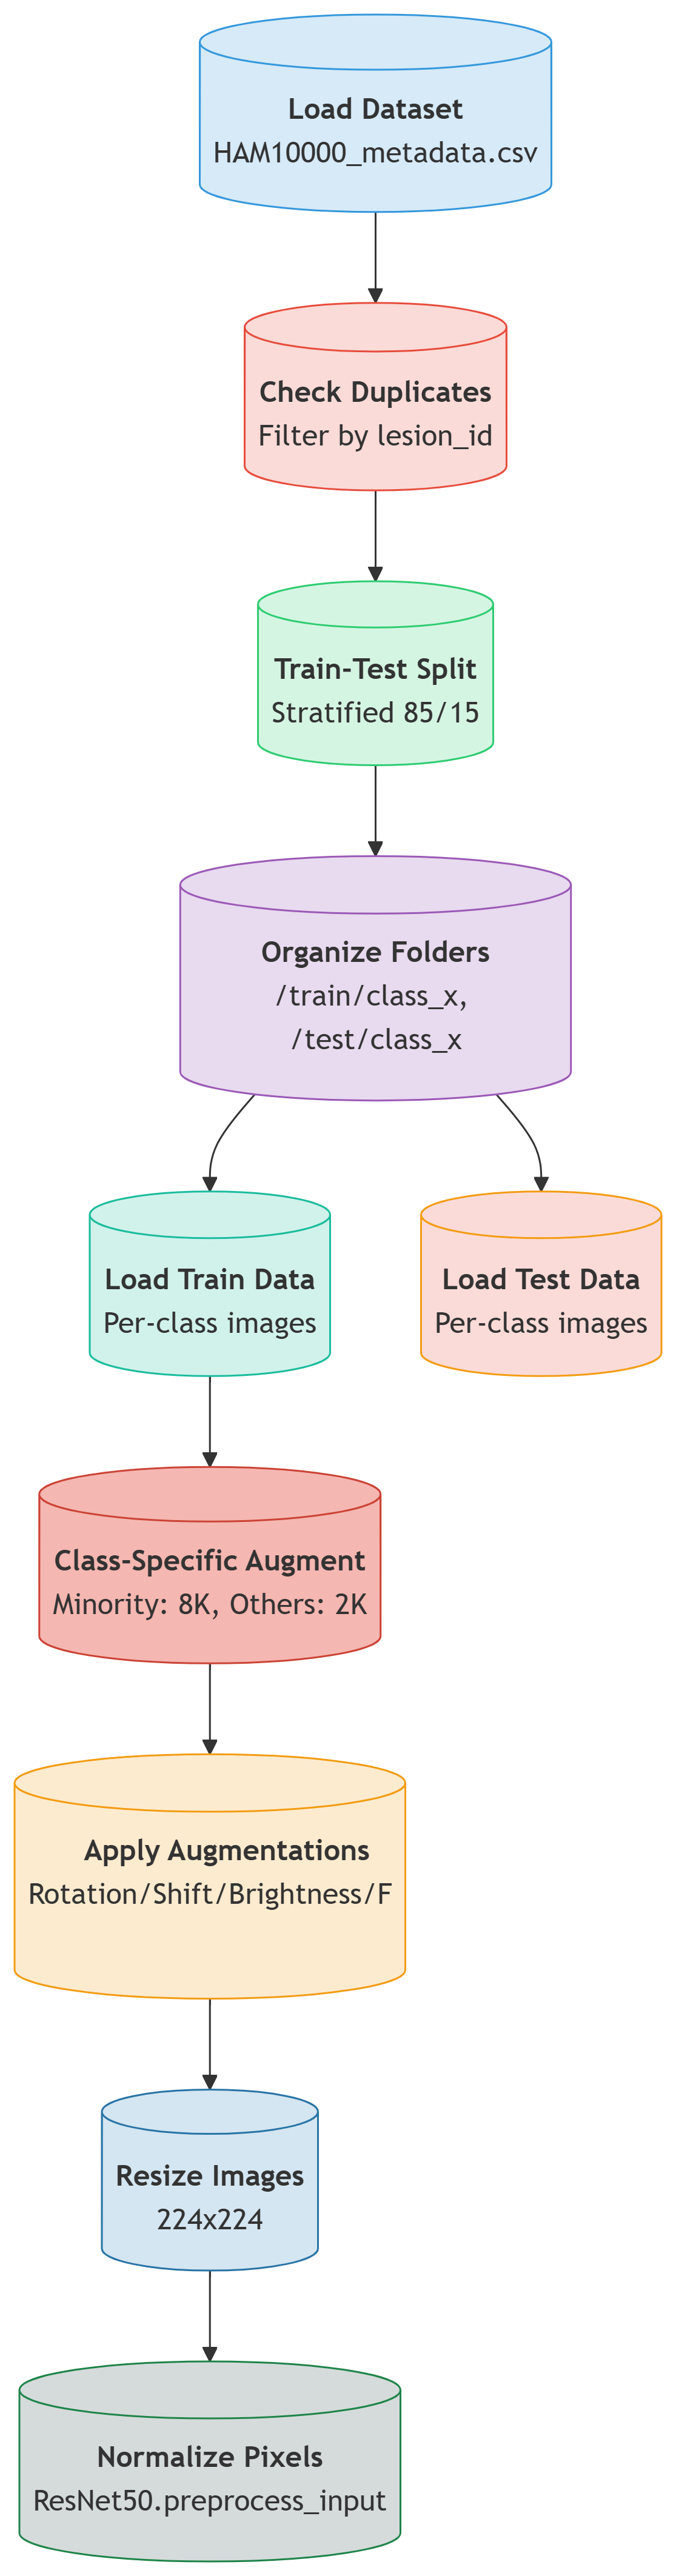 Load Dataset
HAM10000_metadata.csv
Check Duplicates
Filter by lesion_id
Train-Test Split
Stratified 85/15
Organize Folders
/train/class_x,
/test/class_x
Load Train Data
Per-class images
Load Test Data
Per-class images
Class-Specific Augment
Minority: 8K, Others: 2K
Apply Augmentations
Rotation/Shift/Brightness/F
Resize Images
224x224
Normalize Pixels
ResNet50.preprocess_input